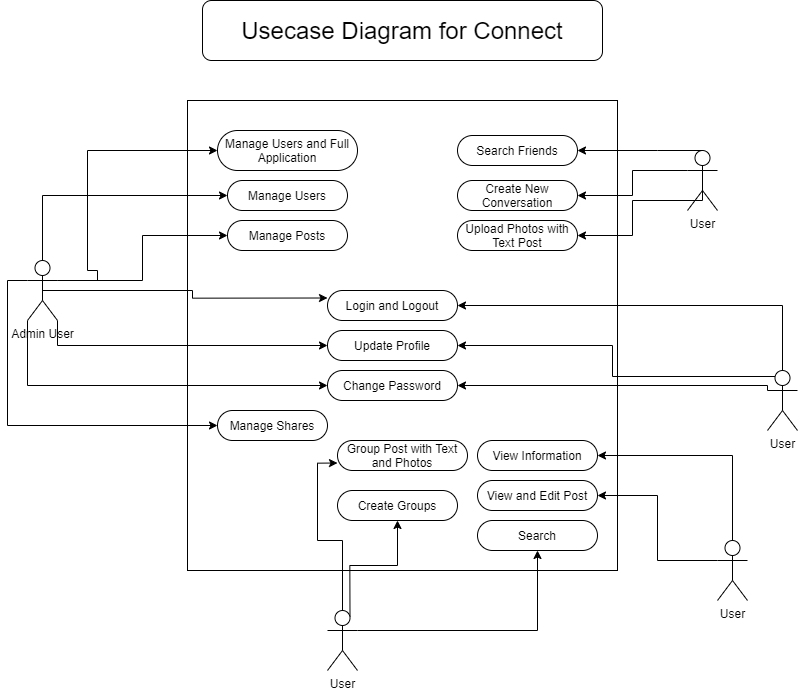 Usecase Diagram for Connect
Manage Users and Full
Application
Search Friends
Manage Users
Create New
Conversation
User
Manage Posts
Upload Photos with
Text Post
Login and Logout
Admin User
Update Profile
Change Password
Manage Shares
User
Group Post with Text
and Photos
View Information
View and Edit Post
Create Groups
Search
User
User